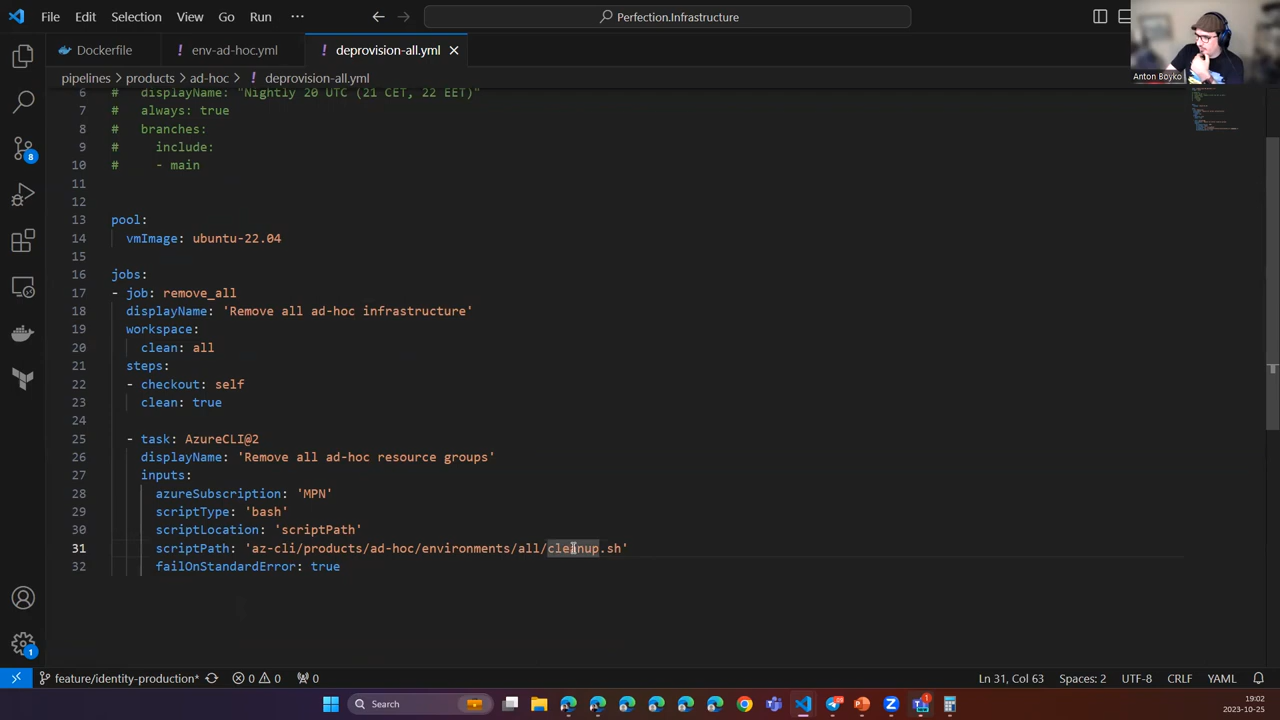 File Edit Selection View Go Run ···
Perfection.Infrastructure
Dockerfile
env-ad-hoc.yml
deprovision-all.yml
Anton Boyko
pipelines > products > ad-hoc > deprovision-all.yml
6 # displayName: "Nightly 20 UTC (21 CET, 22 EET)"
7 # always: true
8 # branches:
9 # include:
10 # - main
11
12
13 pool:
14 vmImage: ubuntu-22.04
15
16 jobs:
17 - job: remove_all
18 displayName: 'Remove all ad-hoc infrastructure'
19 workspace:
20 clean: all
21 steps:
22 - checkout: self
23 clean: true
24
25 - task: AzureCLI@2
26 displayName: 'Remove all ad-hoc resource groups'
27 inputs:
28 azureSubscription: 'MPN'
29 scriptType: 'bash'
30 scriptLocation: 'scriptPath'
31 scriptPath: 'az-cli/products/ad-hoc/environments/all/cleanup.sh'
32 failOnStandardError: true
8
1
feature/identity-production* 0 0 0
Ln 31, Col 63 Spaces: 2 UTF-8 CRLF YAML
Search
1
19:02
2023-10-25